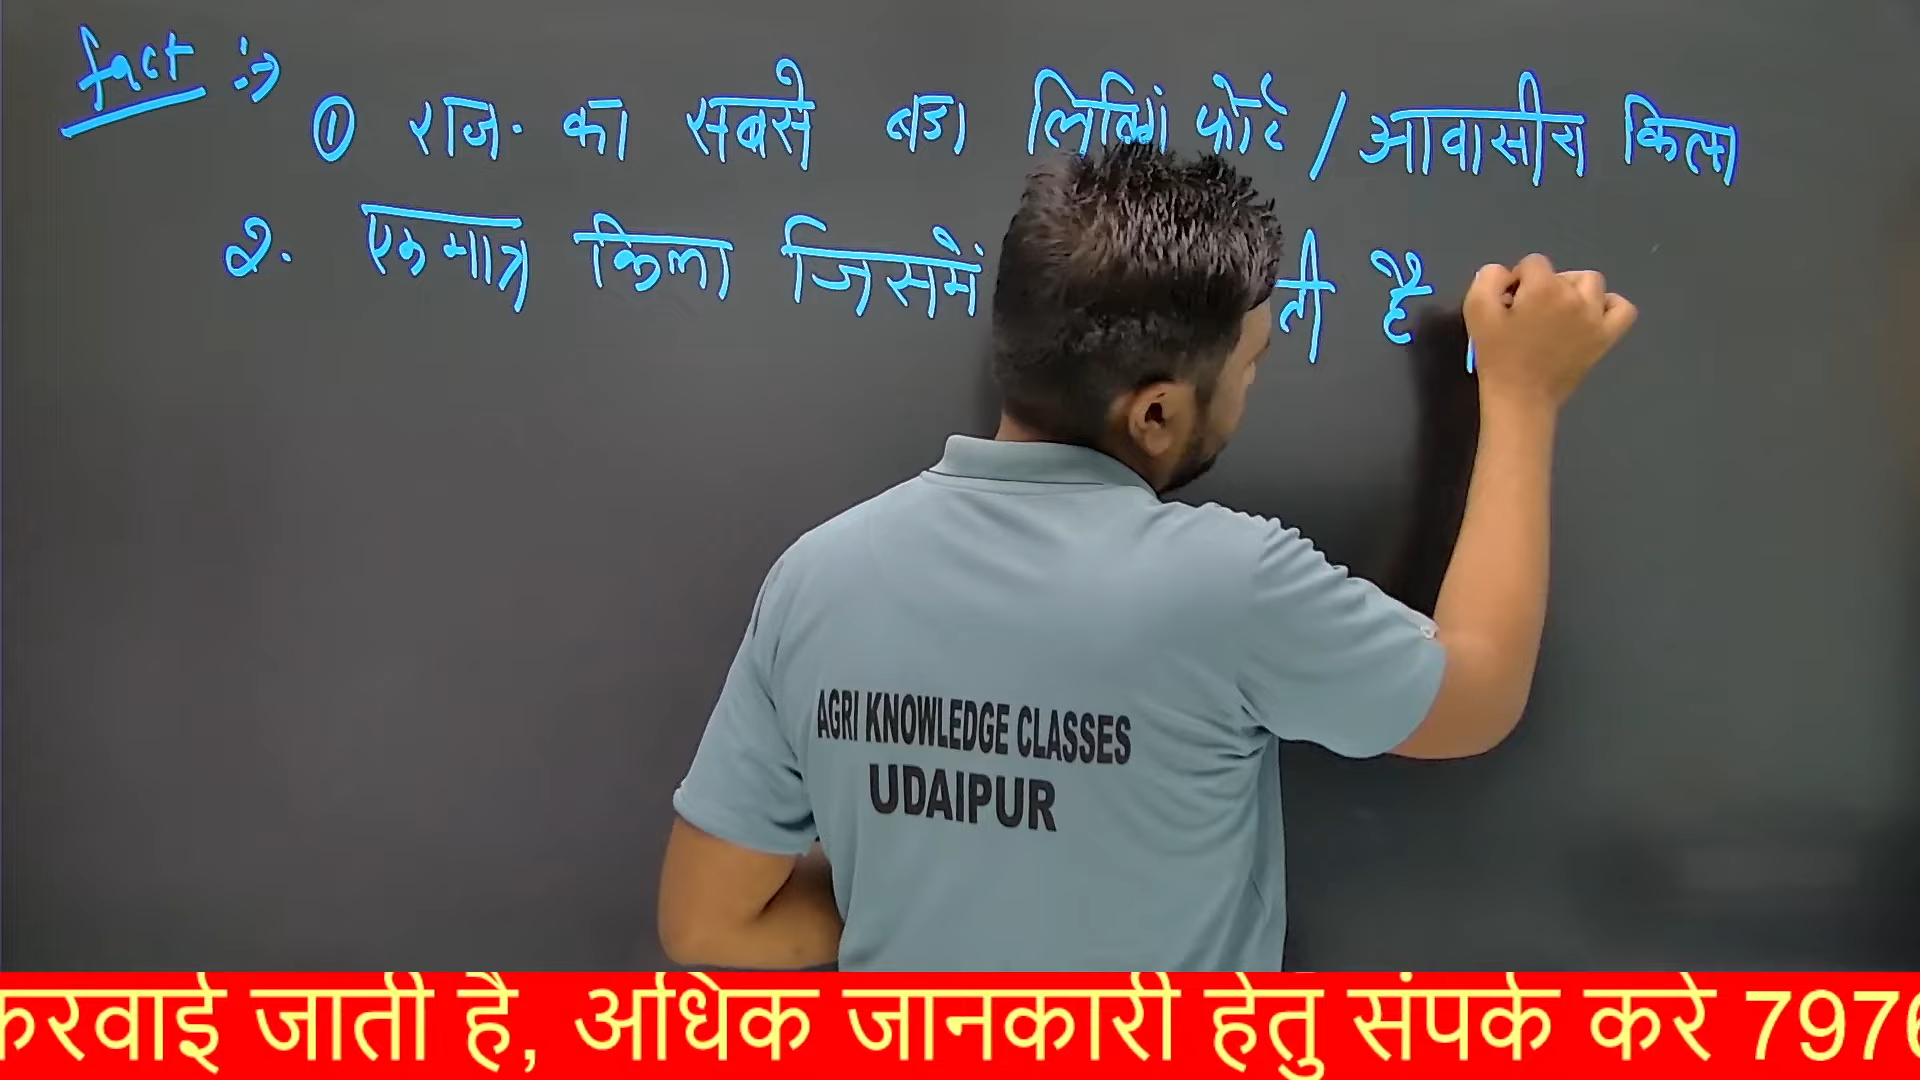 fact :→
① राज. का सबसे बडा लिविंग फोर्ट / आवासीय किला
2. एकमात्र किला जिसमें ती है
AGRI KNOWLEDGE CLASSES
UDAIPUR
करवाई जाती है, अधिक जानकारी हेतु संपर्क करे 7976